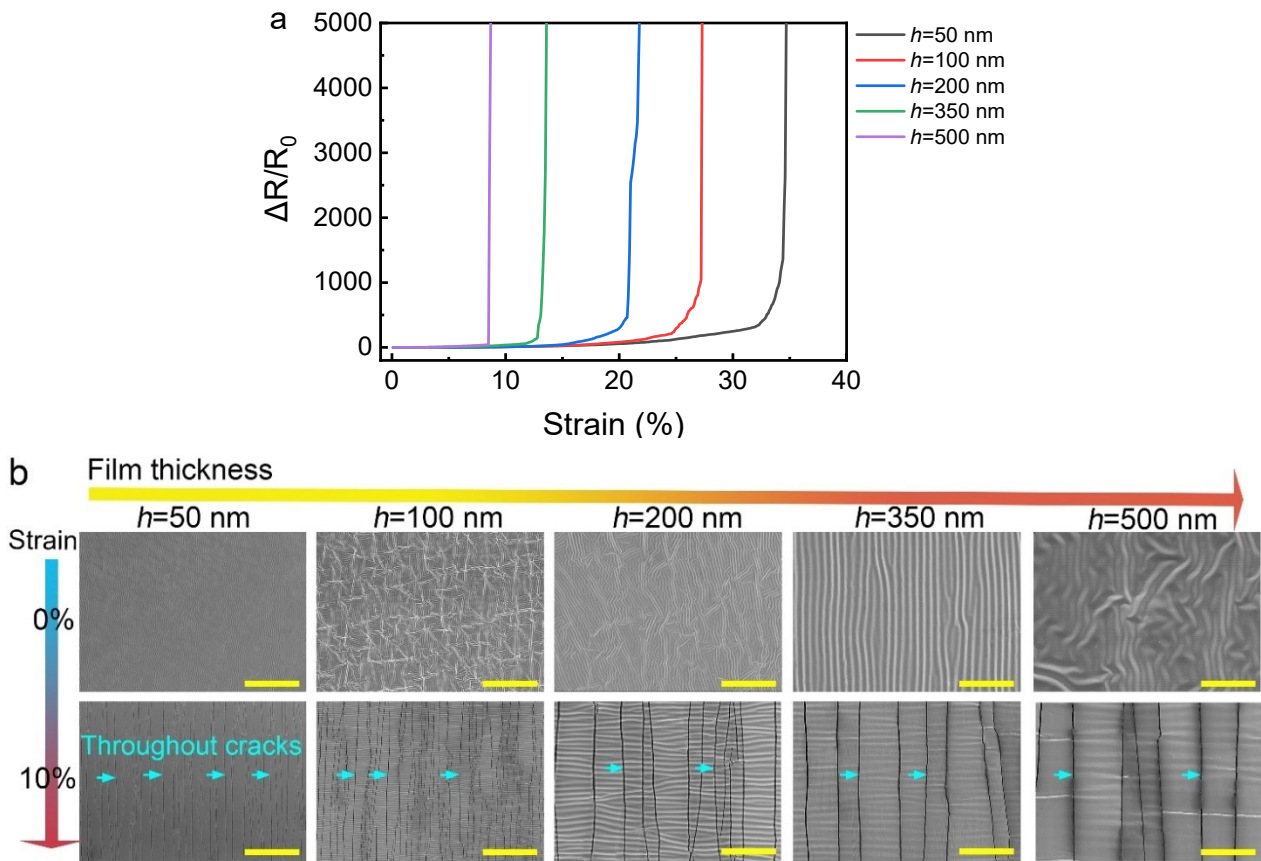 a
5000
4000
3000
2000
1000
0
ΔR/R₀
0 10 20 30 40
Strain (%)
h=50 nm
h=100 nm
h=200 nm
h=350 nm
h=500 nm
b
Film thickness
h=50 nm h=100 nm h=200 nm h=350 nm h=500 nm
Strain
0%
10%
Throughout cracks